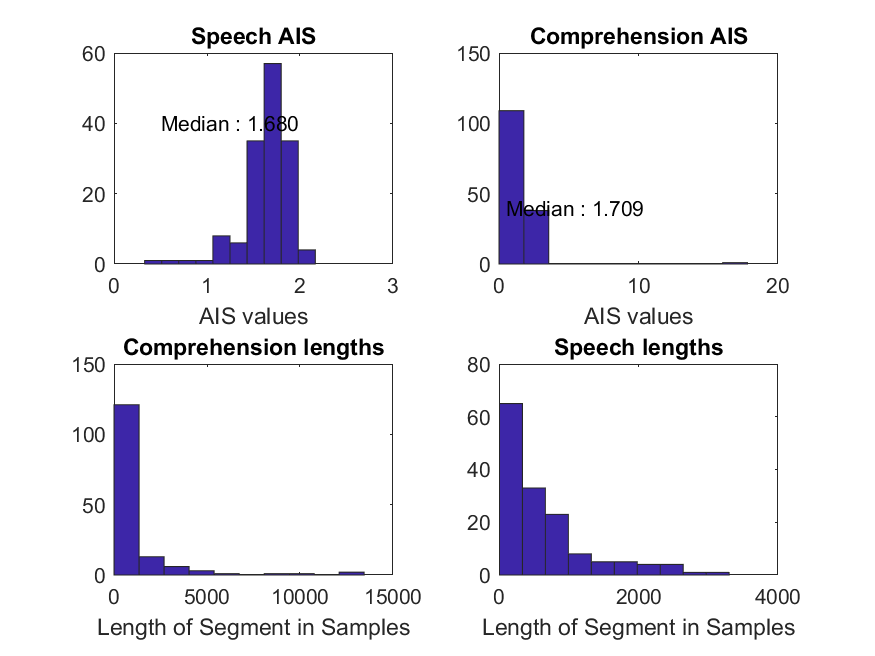 Speech AIS
60
40
20
0
Median : 1.680
0 1 2 3
AIS values
Comprehension AIS
150
100
50
0
Median : 1.709
0 10 20
AIS values
Comprehension lengths
150
100
50
0
0 5000 10000 15000
Length of Segment in Samples
Speech lengths
80
60
40
20
0
0 2000 4000
Length of Segment in Samples